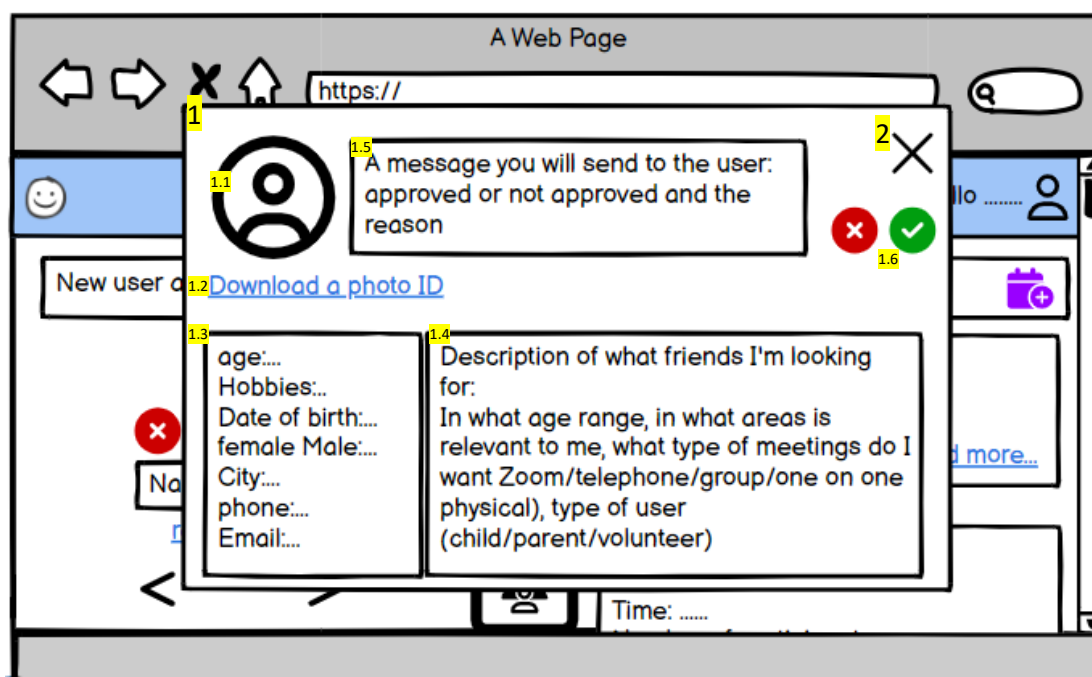 A Web Page
https://
1
2
1.5
A message you will send to the user:
approved or not approved and the
reason
1.1
llo ........
1.6
New user a
1.2
Download a photo ID
1.3
age:...
Hobbies:..
Date of birth:...
female Male:...
City:...
phone:...
Email:...
1.4
Description of what friends I'm looking
for:
In what age range, in what areas is
relevant to me, what type of meetings do I
want Zoom/telephone/group/one on one
physical), type of user
(child/parent/volunteer)
d more...
Na
Time: ......